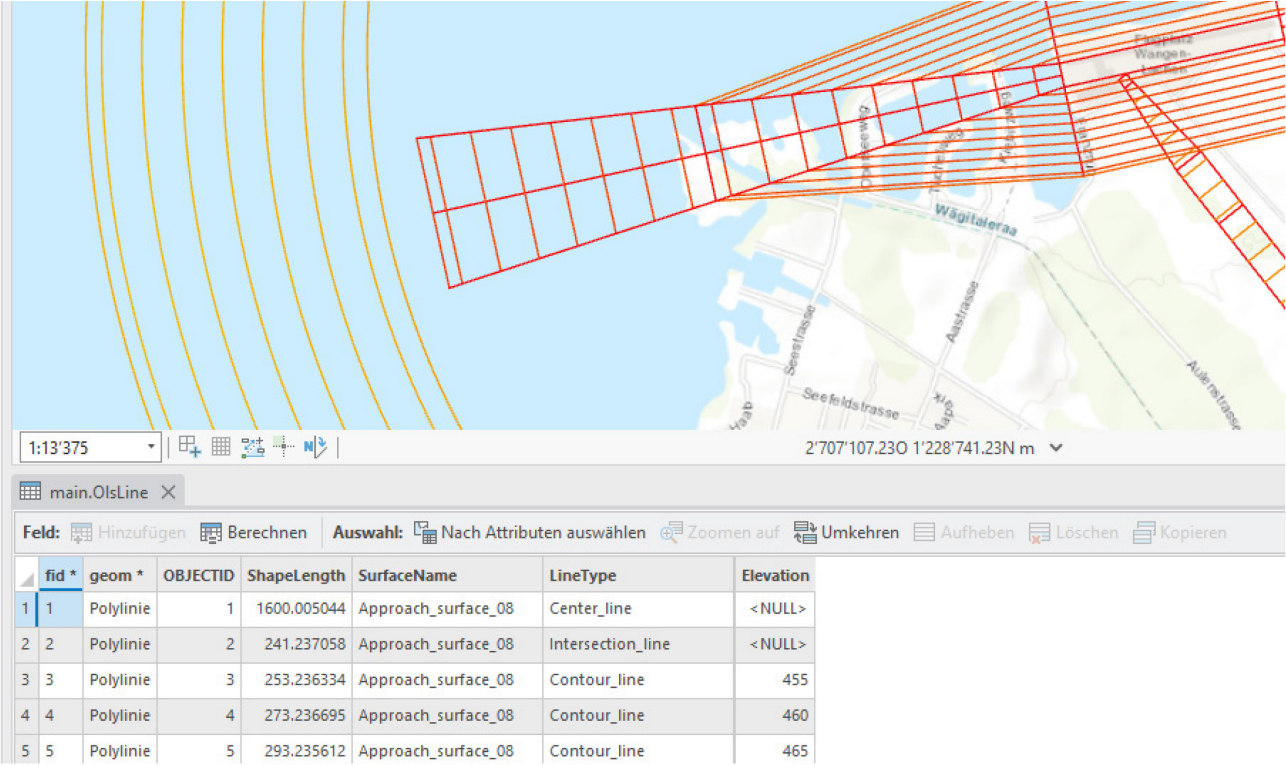 Flugplatz
Wangen-
Lachen
Obelseeweg
Wägitaleraa
Aastrasse
Seestrasse
Seefeldstrasse
Haab
Aulenstrasse
1:13'375
2'707'107.23O 1'228'741.23N m
main.OlsLine
Feld: Hinzufügen Berechnen Auswahl: Nach Attributen auswählen Zoomen auf Umkehren Aufheben Löschen Kopieren
fid * geom * OBJECTID ShapeLength SurfaceName LineType Elevation
1 1 Polylinie 1 1600.005044 Approach_surface_08 Center_line <NULL>
2 2 Polylinie 2 241.237058 Approach_surface_08 Intersection_line <NULL>
3 3 Polylinie 3 253.236334 Approach_surface_08 Contour_line 455
4 4 Polylinie 4 273.236695 Approach_surface_08 Contour_line 460
5 5 Polylinie 5 293.235612 Approach_surface_08 Contour_line 465